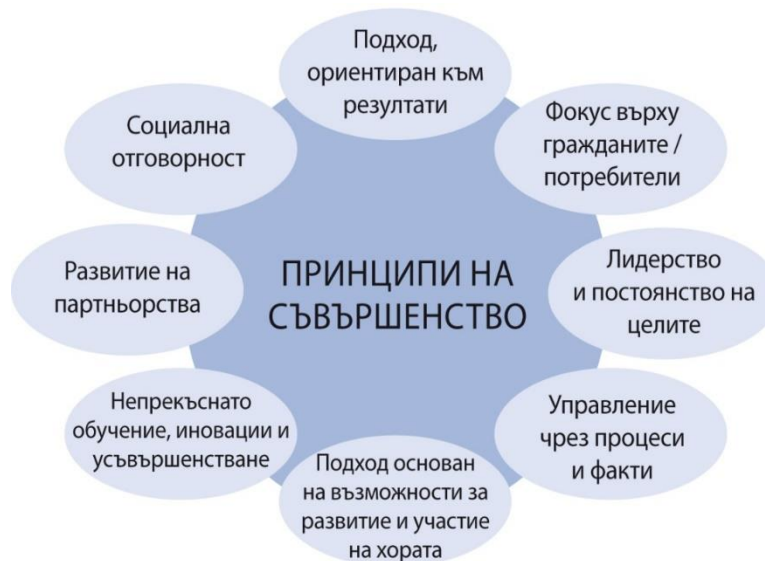 Подход,
ориентиран към
резултати
Фокус върху
гражданите /
потребители
Лидерство
и постоянство на
целите
Управление
чрез процеси
и факти
Подход основан
на възможности за
развитие и участие
на хората
Непрекъснато
обучение, иновации и
усъвършенстване
Развитие на
партньорства
Социална
отговорност
ПРИНЦИПИ НА
СЪВЪРШЕНСТВО